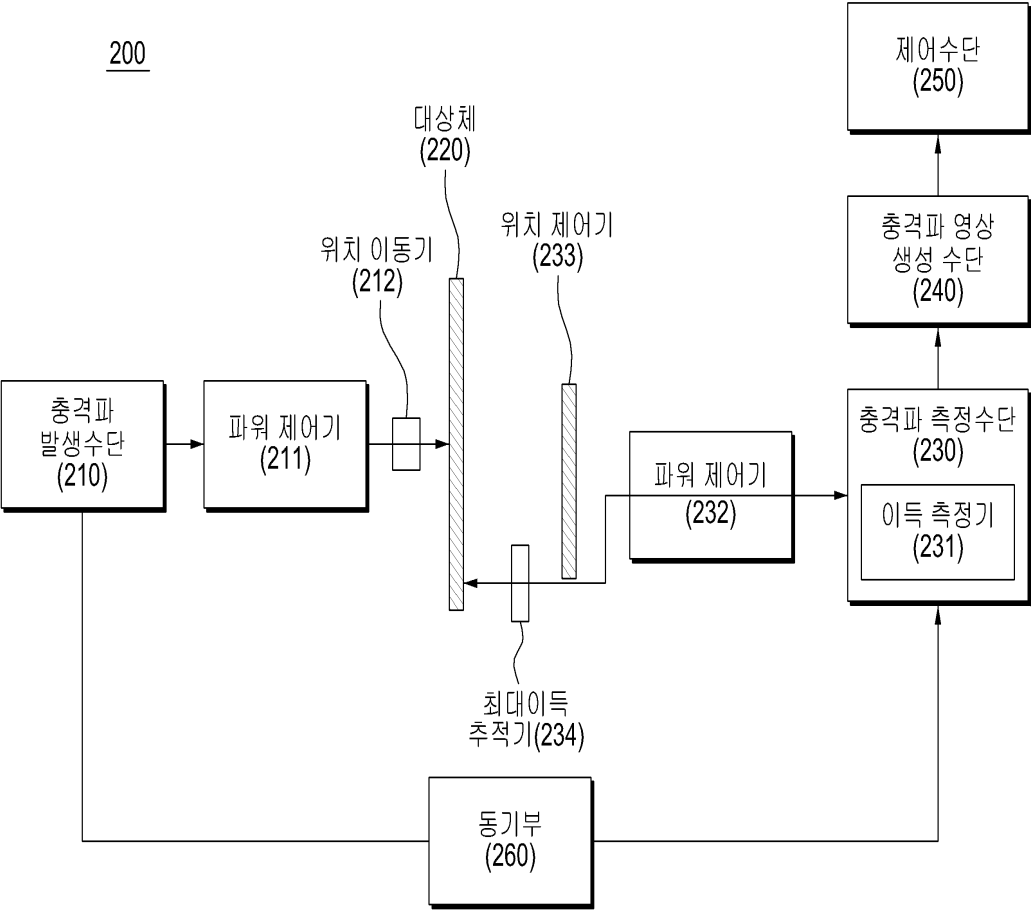 200
제어수단
(250)
대상체
(220)
위치 제어기
(233)
위치 이동기
(212)
충격파 영상
생성 수단
(240)
충격파
발생수단
(210)
파워 제어기
(211)
파워 제어기
(232)
충격파 측정수단
(230)
이득 측정기
(231)
최대이득
추적기(234)
동기부
(260)